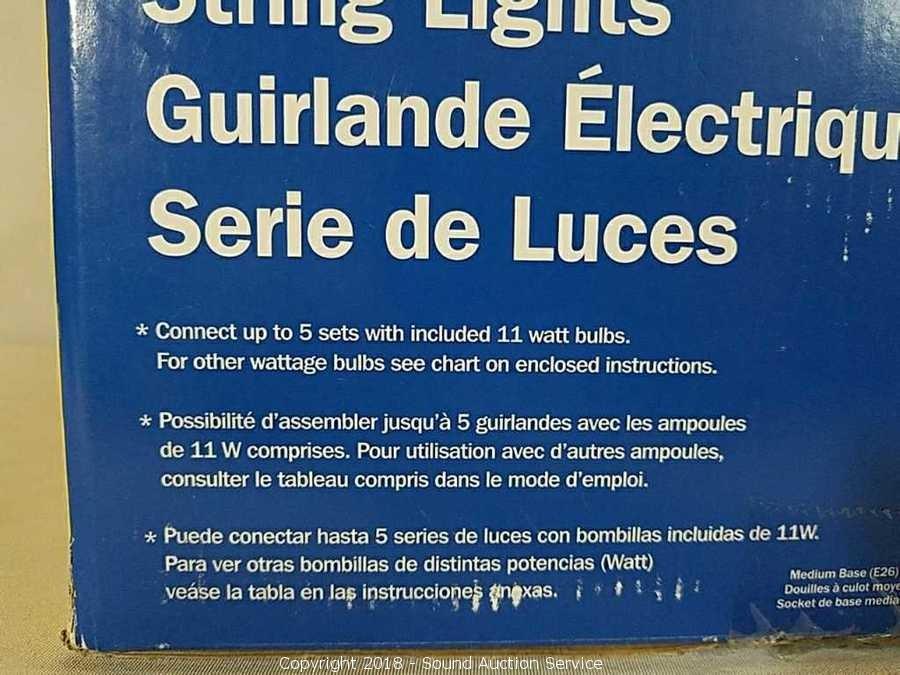 String Lights
Guirlande Électriqu
Serie de Luces
* Connect up to 5 sets with included 11 watt bulbs.
For other wattage bulbs see chart on enclosed instructions.
* Possibilité d'assembler jusqu'à 5 guirlandes avec les ampoules
de 11 W comprises. Pour utilisation avec d'autres ampoules,
consulter le tableau compris dans le mode d'emploi.
* Puede conectar hasta 5 series de luces con bombillas incluidas de 11W.
Para ver otras bombillas de distintas potencias (Watt)
veáse la tabla en las instrucciones anexas.
Medium Base (E26)
Douilles à culot moye
Socket de base media
Copyright 2018 - Sound Auction Service